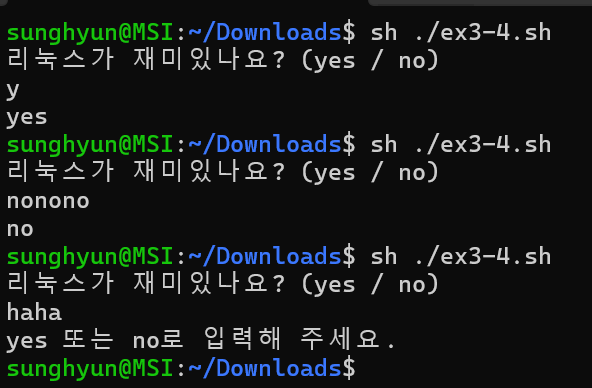 sunghyun@MSI:~/Downloads$ sh ./ex3-4.sh
리눅스가 재미있나요? (yes / no)
y
yes
sunghyun@MSI:~/Downloads$ sh ./ex3-4.sh
리눅스가 재미있나요? (yes / no)
nonono
no
sunghyun@MSI:~/Downloads$ sh ./ex3-4.sh
리눅스가 재미있나요? (yes / no)
haha
yes 또는 no로 입력해 주세요.
sunghyun@MSI:~/Downloads$